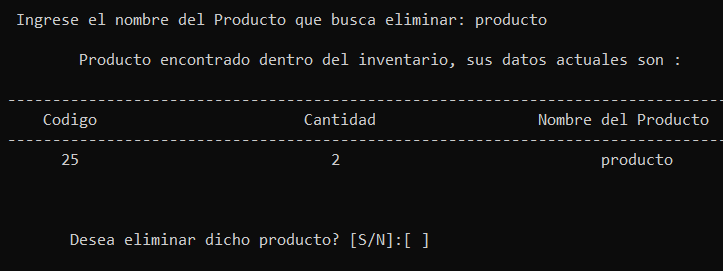 Ingrese el nombre del Producto que busca eliminar: producto
Producto encontrado dentro del inventario, sus datos actuales son :
--------------------------------------------------------------------------------
Codigo Cantidad Nombre del Producto
--------------------------------------------------------------------------------
25 2 producto
Desea eliminar dicho producto? [S/N]:[ ]